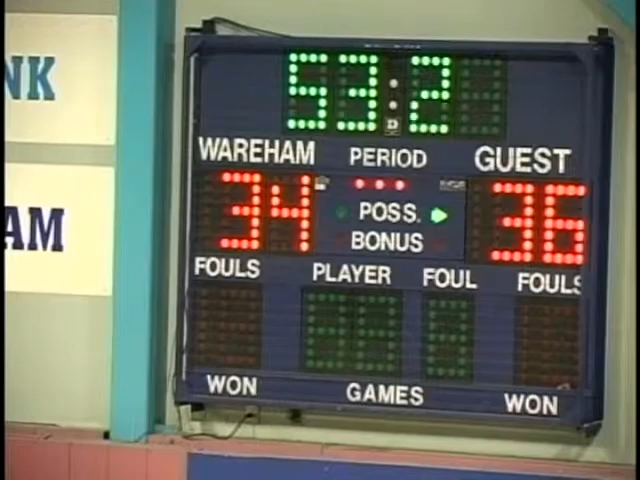 NK
AM
53:2
WAREHAM PERIOD GUEST
34 36
POSS.
BONUS
FOULS PLAYER FOUL FOULS
WON GAMES WON